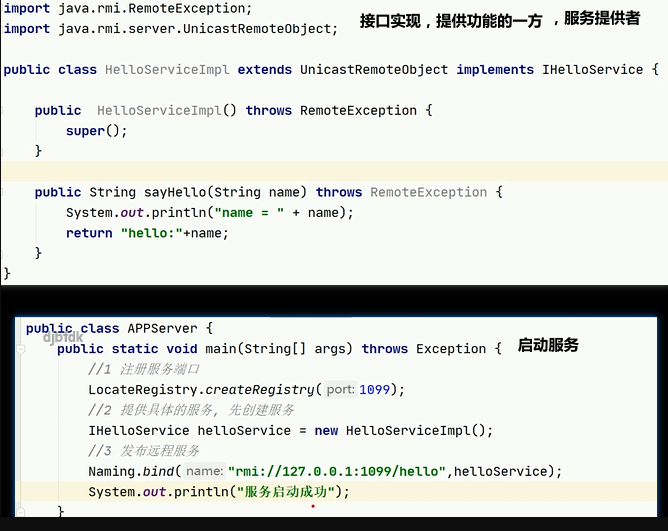 import java.rmi.RemoteException;
import java.rmi.server.UnicastRemoteObject;
接口实现，提供功能的一方 ，服务提供者
public class HelloServiceImpl extends UnicastRemoteObject implements IHelloService {
public  HelloServiceImpl() throws RemoteException {
super();
}
public String sayHello(String name) throws RemoteException {
System.out.println("name = " + name);
return "hello:"+name;
}
}
public class APPServer {
djbfdk
public static void main(String[] args) throws Exception {
启动服务
//1 注册服务端口
LocateRegistry.createRegistry( port: 1099);
//2 提供具体的服务, 先创建服务
IHelloService helloService = new HelloServiceImpl();
//3 发布远程服务
Naming.bind( name: "rmi://127.0.0.1:1099/hello",helloService);
System.out.println("服务启动成功");
}